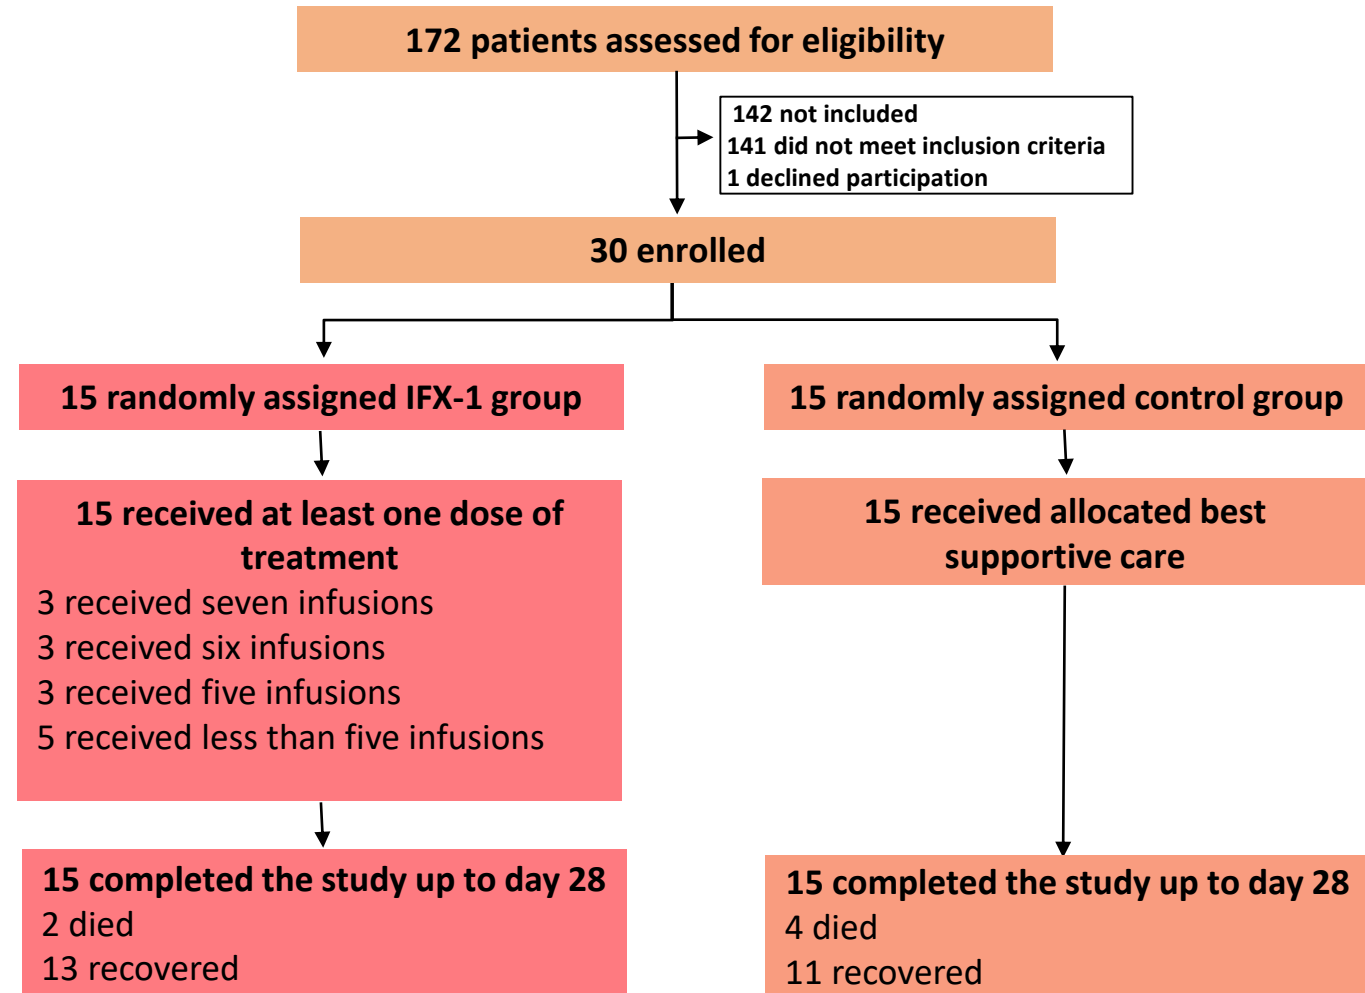 172 patients assessed for eligibility
142 not included
141 did not meet inclusion criteria
1 declined participation
30 enrolled
15 randomly assigned IFX-1 group
15 randomly assigned control group
15 received at least one dose of
treatment
3 received seven infusions
3 received six infusions
3 received five infusions
5 received less than five infusions
15 received allocated best
supportive care
15 completed the study up to day 28
2 died
13 recovered
15 completed the study up to day 28
4 died
11 recovered